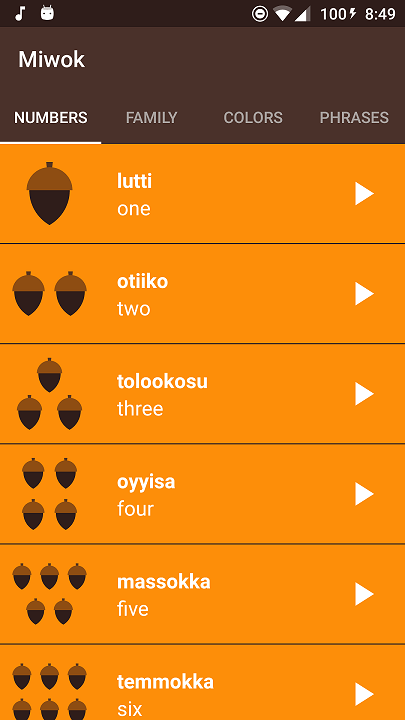 100 8:49
Miwok
NUMBERS FAMILY COLORS PHRASES
lutti
one
otiiko
two
tolookosu
three
oyyisa
four
massokka
five
temmokka
six